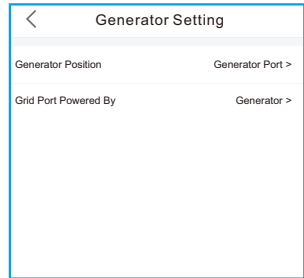 Generator Setting
Generator Position Generator Port >
Grid Port Powered By Generator >